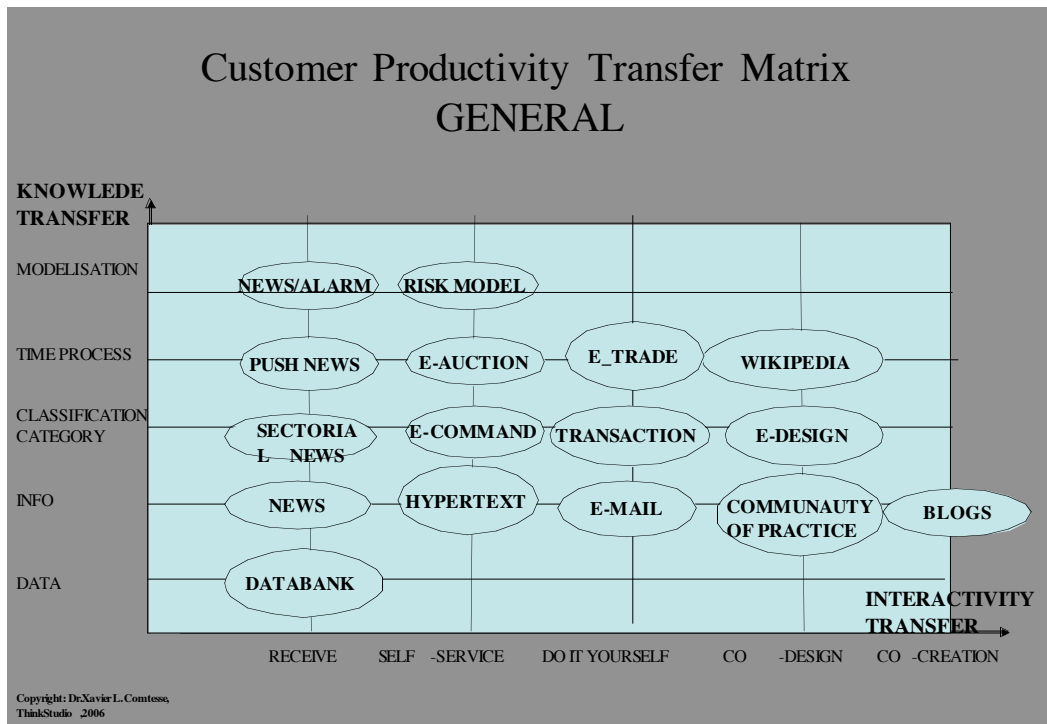 Customer Productivity Transfer Matrix
GENERAL
KNOWLEDE
TRANSFER
MODELISATION
NEWS/ALARM
RISK MODEL
TIME PROCESS
PUSH NEWS
E-AUCTION
E_TRADE
WIKIPEDIA
CLASSIFICATION
CATEGORY
SECTORIA
L NEWS
E-COMMAND
TRANSACTION
E-DESIGN
INFO
NEWS
HYPERTEXT
E-MAIL
COMMUNAUTY
OF PRACTICE
BLOGS
DATA
DATABANK
INTERACTIVITY
TRANSFER
RECEIVE SELF -SERVICE DO IT YOURSELF CO -DESIGN CO -CREATION
Copyright: Dr.Xavier L. Comtesse,
ThinkStudio ,2006